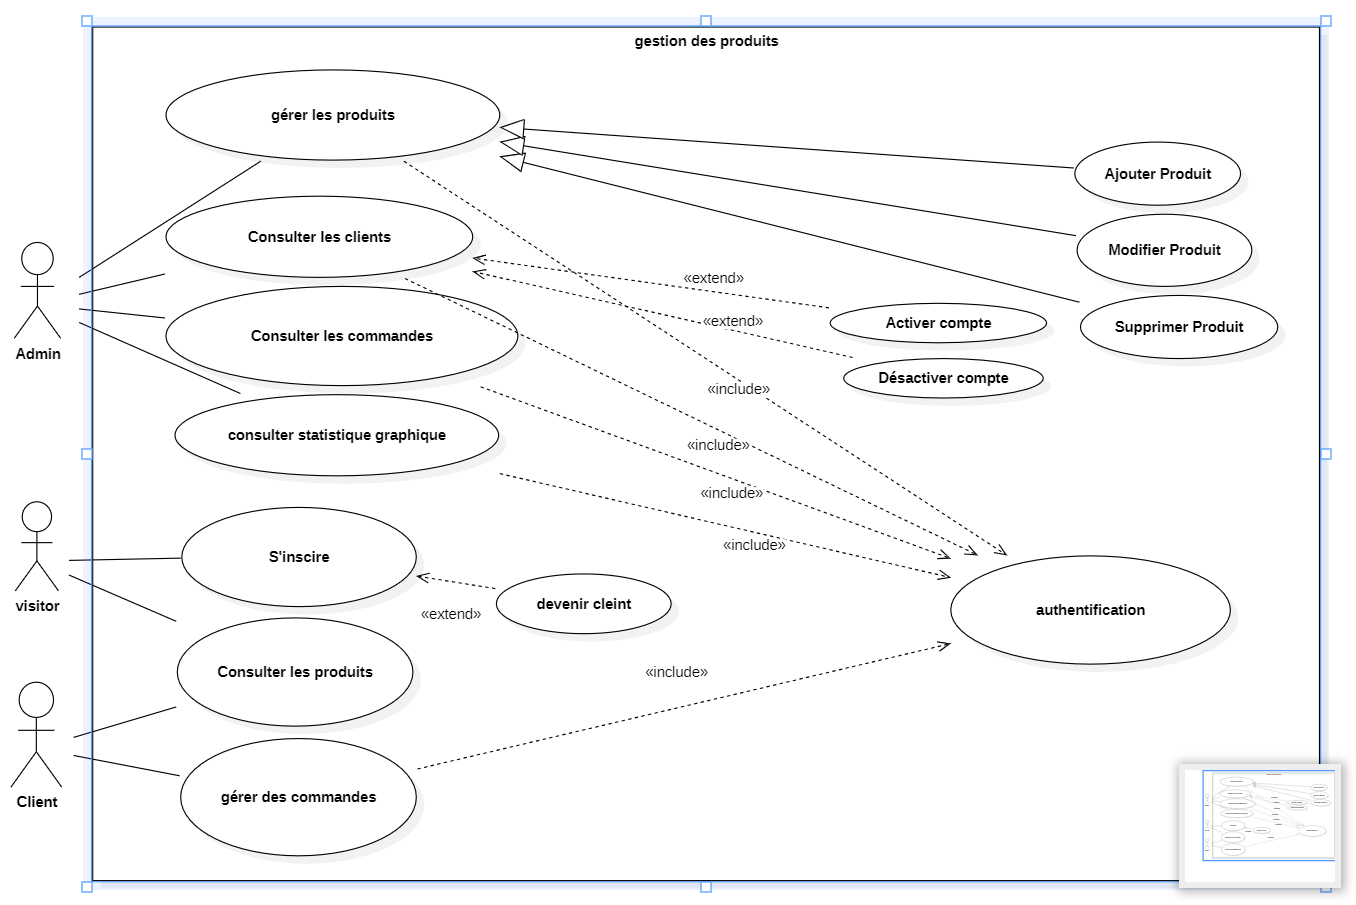 gestion des produits
gérer les produits
Ajouter Produit
Consulter les clients
Modifier Produit
«extend»
Activer compte
«extend»
Supprimer Produit
Consulter les commandes
Admin
Désactiver compte
«include»
consulter statistique graphique
«include»
«include»
«include»
S'inscire
visitor
devenir cleint
«extend»
authentification
Consulter les produits
«include»
gérer des commandes
Client